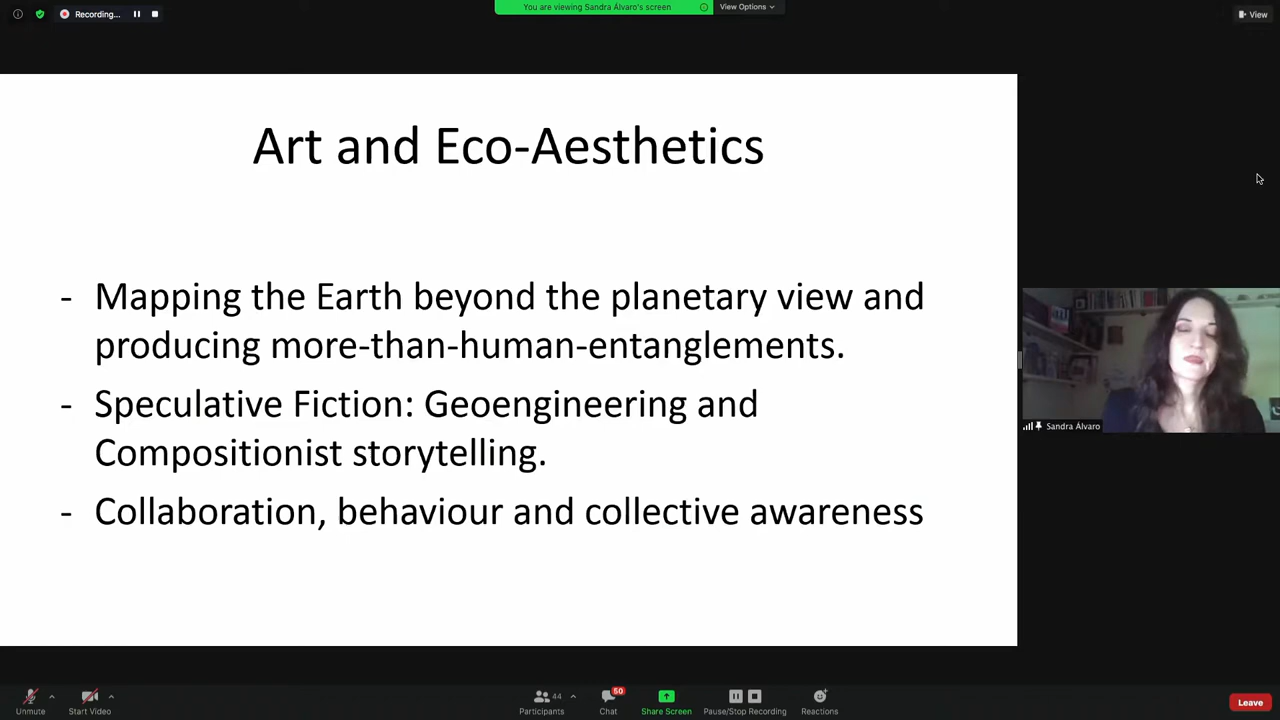 Recording...
You are viewing Sandra Álvaro's screen
View Options
View
Art and Eco-Aesthetics
- Mapping the Earth beyond the planetary view and
producing more-than-human-entanglements.
- Speculative Fiction: Geoengineering and
Compositionist storytelling.
- Collaboration, behaviour and collective awareness
Sandra Álvaro
Unmute
Start Video
44
Participants
50
Chat
Share Screen
Pause/Stop Recording
Reactions
Leave